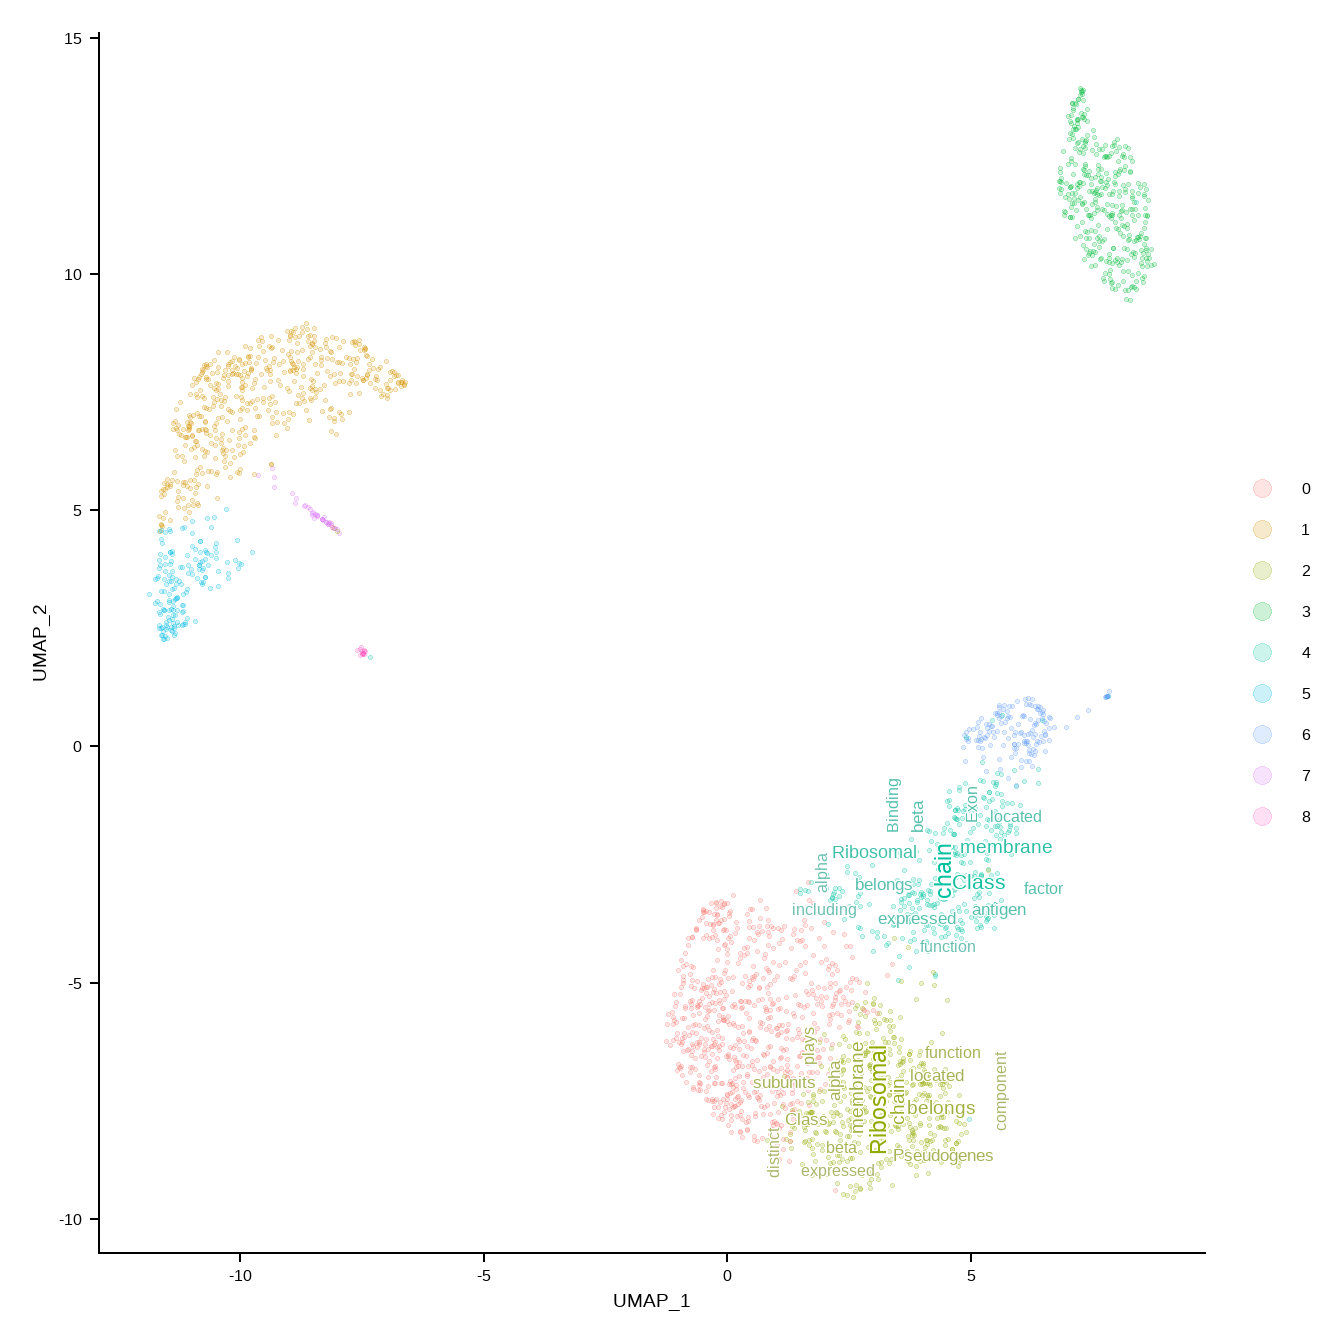 15
10
5
0
-5
-10
UMAP_2
-10
-5
0
5
UMAP_1
0
1
2
3
4
5
6
7
8
Binding
beta
Exon
located
Ribosomal
alpha
chain
membrane
belongs
Class
factor
including
expressed
antigen
function
plays
function
subunits
alpha
membrane
Ribosomal
chain
located
component
belongs
Class
distinct
beta
Pseudogenes
expressed